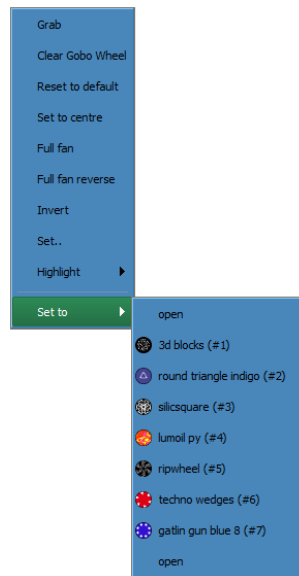 Grab
Clear Gobo Wheel
Reset to default
Set to centre
Full fan
Full fan reverse
Invert
Set..
Highlight
Set to
open
3d blocks (#1)
round triangle indigo (#2)
silicsquare (#3)
lumoil py (#4)
ripwheel (#5)
techno wedges (#6)
gatlin gun blue 8 (#7)
open